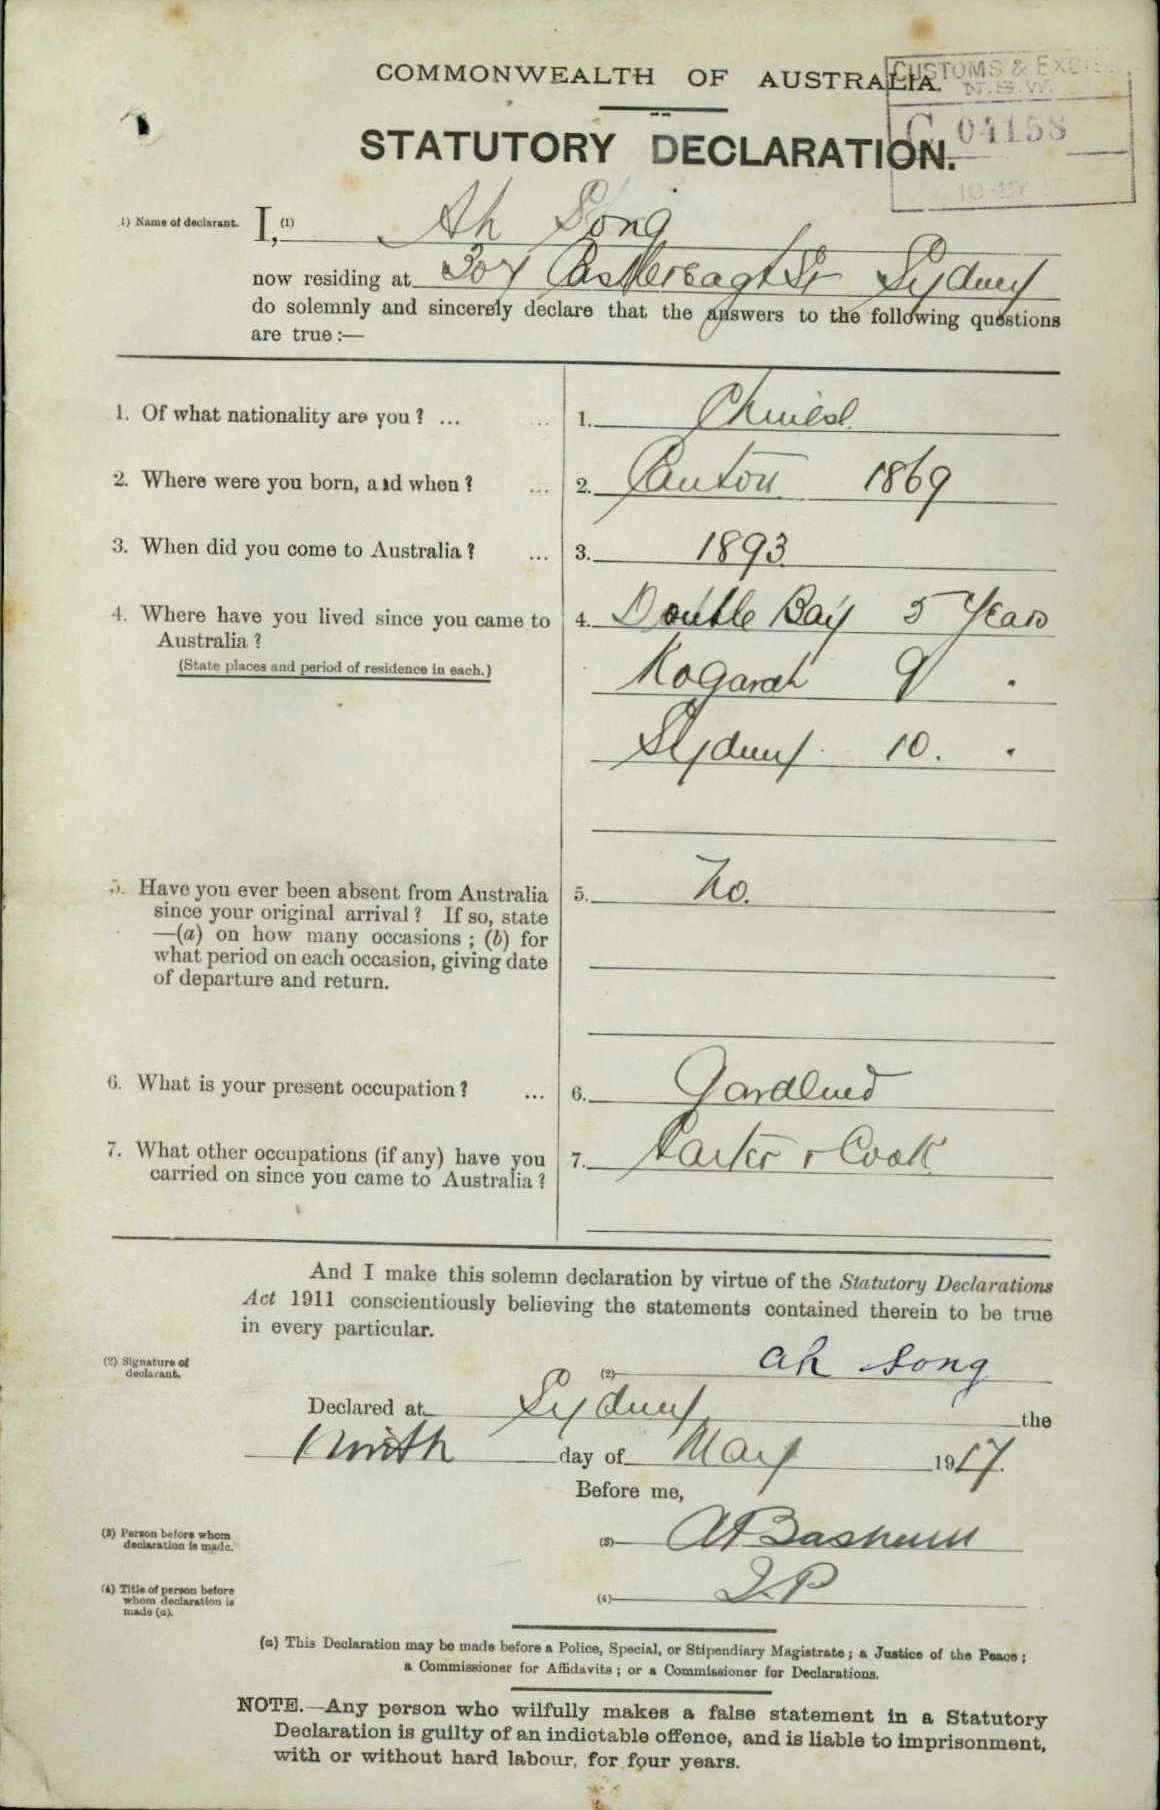 COMMONWEALTH OF AUSTRALIA.
CUSTOMS & EXC
N.S.W.
C 04158
10 MY 17
STATUTORY DECLARATION.
(1) Name of declarant. I, (1) Ah Song
now residing at 307 Castlereagh St Sydney
do solemnly and sincerely declare that the answers to the following questions
are true :—
1. Of what nationality are you ? ... ... 1. Chinese.
2. Where were you born, and when ? ... 2. Canton 1869
3. When did you come to Australia ? ... 3. 1893.
4. Where have you lived since you came to 4. Double Bay 5 Years
Australia ?
(State places and period of residence in each.) Kogarah 9 "
Sydney 10. "
5. Have you ever been absent from Australia 5. No.
since your original arrival ? If so, state
—(a) on how many occasions ; (b) for
what period on each occasion, giving date
of departure and return.
6. What is your present occupation ? ... 6. Gardener
7. What other occupations (if any) have you 7. & Cook
carried on since you came to Australia ?
And I make this solemn declaration by virtue of the Statutory Declarations
Act 1911 conscientiously believing the statements contained therein to be true
in every particular.
(2) Signature of
declarant. (2) ah song
Declared at Sydney the
Ninth day of May 1917.
Before me,
(3) Person before whom
declaration is made. (3)
(4) Title of person before
whom declaration is
made (a). (4) J.P
(a) This Declaration may be made before a Police, Special, or Stipendiary Magistrate ; a Justice of the Peace ;
a Commissioner for Affidavits ; or a Commissioner for Declarations.
NOTE.—Any person who wilfully makes a false statement in a Statutory
Declaration is guilty of an indictable offence, and is liable to imprisonment,
with or without hard labour, for four years.